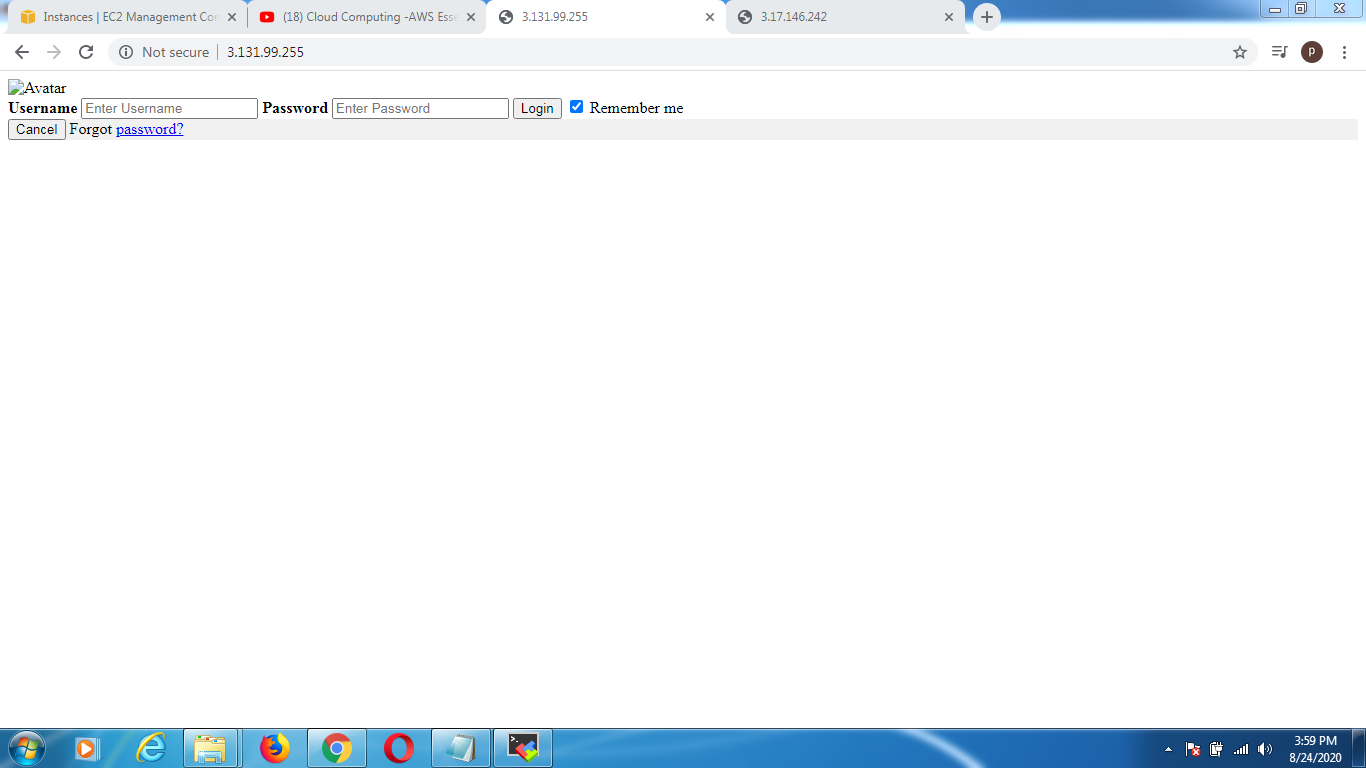 Instances | EC2 Management Con
(18) Cloud Computing -AWS Esse
3.131.99.255
3.17.146.242
Not secure
3.131.99.255
P
Avatar
Username Enter Username Password Enter Password Login Remember me
Cancel Forgot password?
3:59 PM
8/24/2020